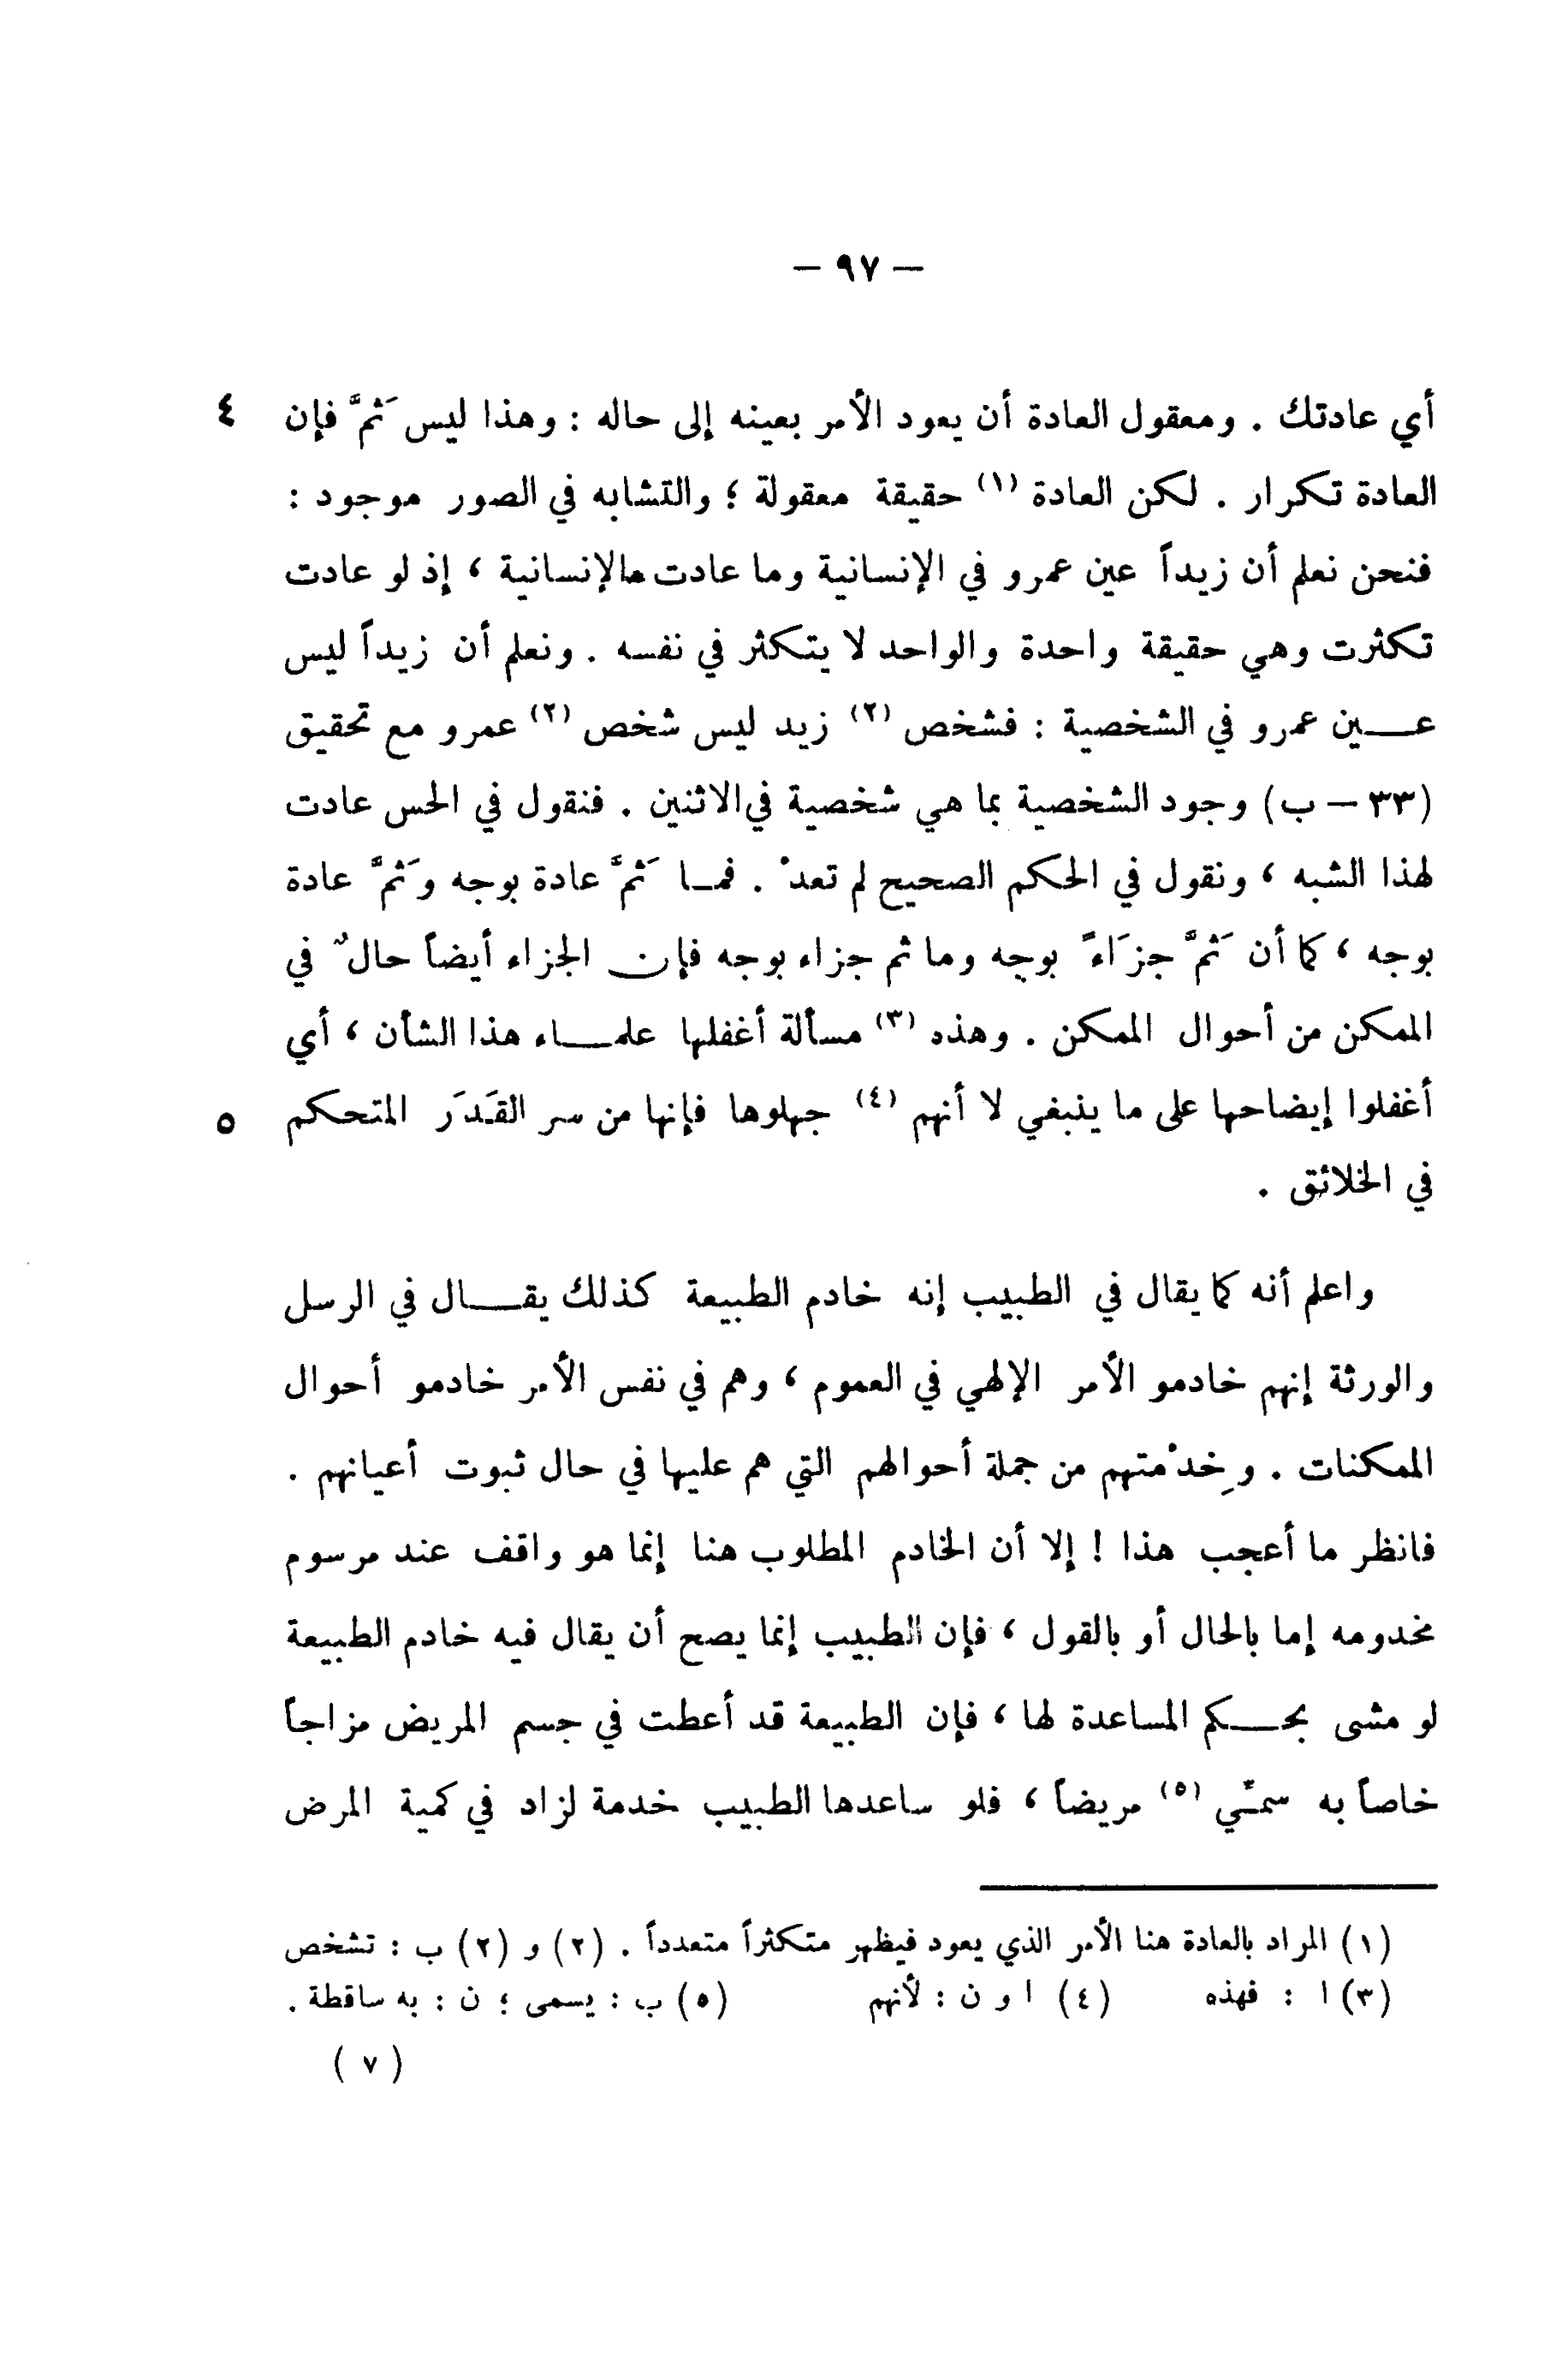 — ٩٧ —
أي عادتك . ومعقول العادة أن يعود الأمر بعينه إلى حاله : وهذا ليس ثَمَّ فإن ٤
العادة تكرار . لكن العادة (١) حقيقة معقولة ؛ والتشابه في الصور موجود :
فنحن نعلم أن زيداً عين عمرو في الإنسانية وما عادت الإنسانية ، إذ لو عادت
تكثرت وهي حقيقة واحدة والواحد لا يتكثر في نفسه . ونعلم أن زيداً ليس
عين عمرو في الشخصية : فشخص (٢) زيد ليس شخص (٢) عمرو مع تحقيق
(٣٣ — ب) وجود الشخصية بما هي شخصية في الاثنين . فنقول في الحس عادت
لهذا الشبه ، ونقول في الحكم الصحيح لم تعدْ . فما ثَمَّ عادة بوجه وثَمَّ عادة
بوجه ، كما أن ثَمَّ جزَاءً بوجه وما ثم جزاء بوجه فإن الجزاء أيضاً حالٌ في
الممكن من أحوال الممكن . وهذه (٣) مسألة أغفلها علماء هذا الشأن ، أي
أغفلوا إيضاحها على ما ينبغي لا أنهم (٤) جهلوها فإنها من سر القَدَر المتحكم ٥
في الخلائق .
واعلم أنه كما يقال في الطبيب إنه خادم الطبيعة كذلك يقال في الرسل
والورثة إنهم خادمو الأمر الإلهي في العموم ، وهم في نفس الأمر خادمو أحوال
الممكنات . وخِدْمتهم من جملة أحوالهم التي هم عليها في حال ثبوت أعيانهم .
فانظر ما أعجب هذا ! إلا أن الخادم المطلوب هنا إنما هو واقف عند مرسوم
مخدومه إما بالحال أو بالقول ، فإن الطبيب إنما يصح أن يقال فيه خادم الطبيعة
لو مشى بحكم المساعدة لها ، فإن الطبيعة قد أعطت في جسم المريض مزاجاً
خاصاً به سمِّي (٥) مريضاً ، فلو ساعدها الطبيب خدمة لزاد في كمية المرض
(١) المراد بالعادة هنا الأمر الذي يعود فيظهر متكثراً متعدداً . (٢) و (٢) ب : تشخص
(٣) ا : فهذه (٤) ا و ن : لأنهم (٥) ب : يسمى ؛ ن : به ساقطة .
( ٧ )